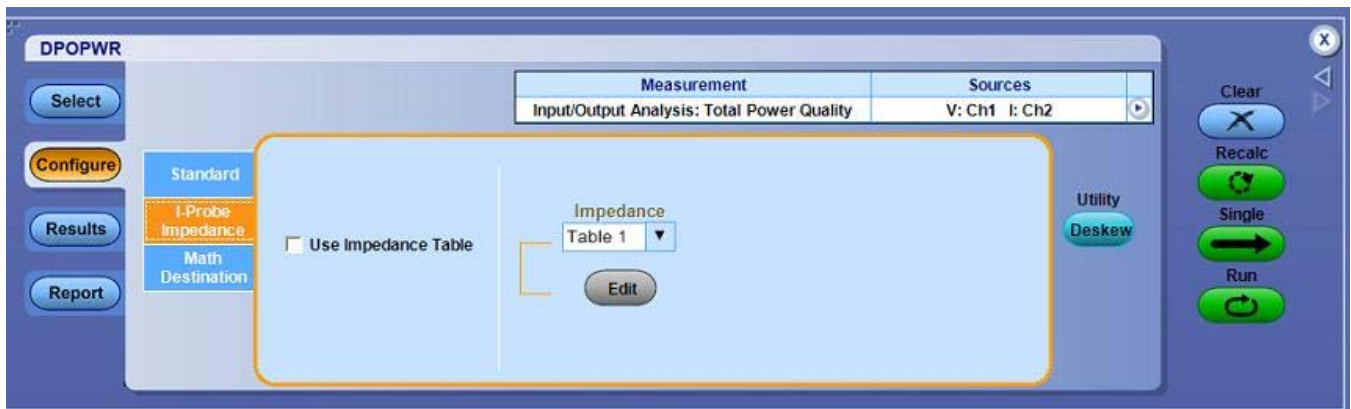 DPOPWR
X
Select
Configure
Results
Report
Measurement
Sources
Input/Output Analysis: Total Power Quality
V: Ch1 I: Ch2
Standard
I-Probe
Impedance
Math
Destination
Use Impedance Table
Impedance
Table 1
Edit
Utility
Deskew
Clear
Recalc
Single
Run